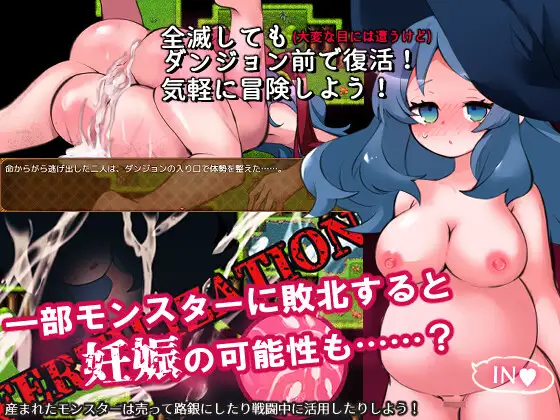 全滅しても(大変な目には遭うけど)
ダンジョン前で復活！
気軽に冒険しよう！
命からがら逃げ出した二人は、ダンジョンの入り口で体勢を整えた……。
一部モンスターに敗北すると
妊娠の可能性も……？
IN♥
産まれたモンスターは売って路銀にしたり戦闘中に活用したりしよう！